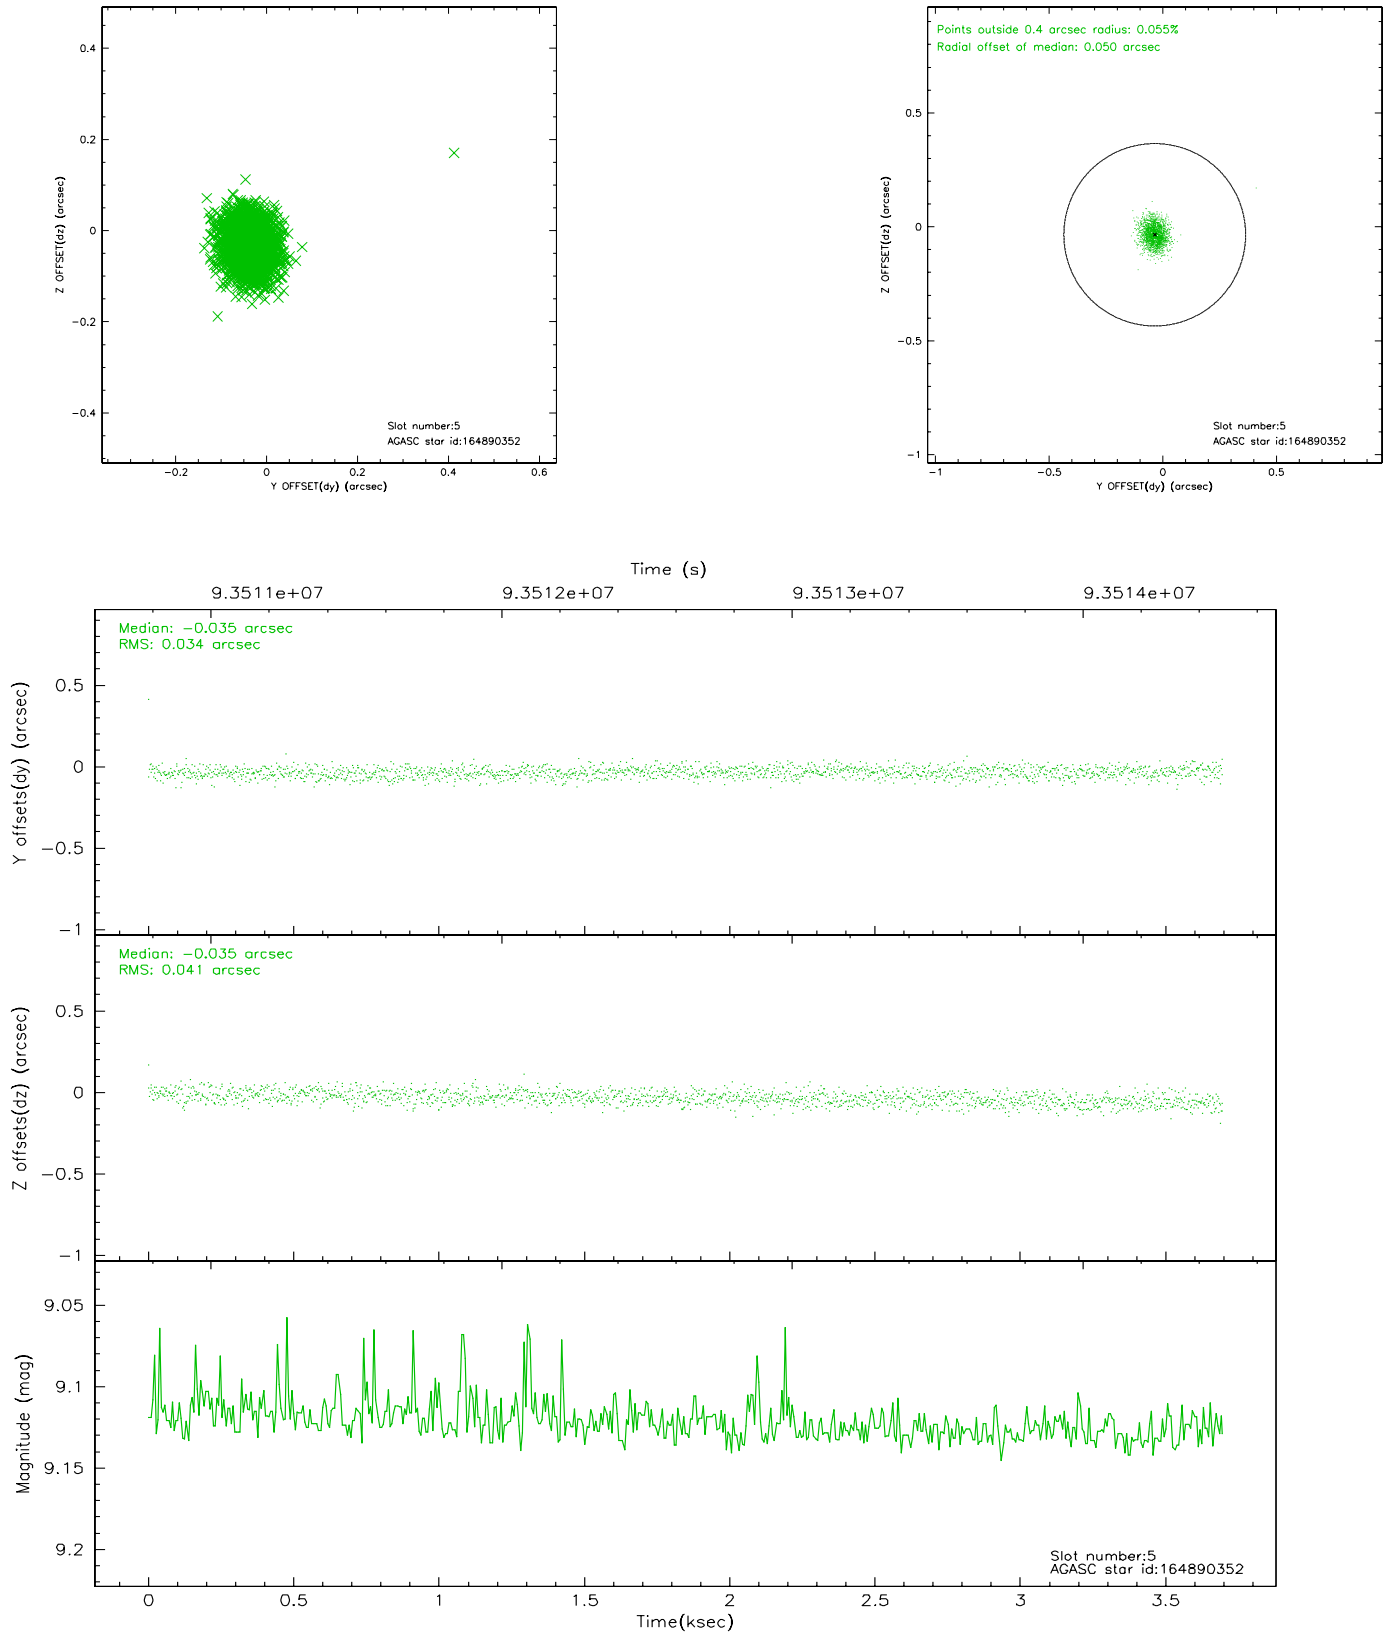 0.4
0.2
0
−0.2
−0.4
Z OFFSET(dz) (arcsec)
Slot number:5
AGASC star id:164890352
−0.2 0 0.2 0.4 0.6
Y OFFSET(dy) (arcsec)
Points outside 0.4 arcsec radius: 0.055%
Radial offset of median: 0.050 arcsec
0.5
0
−0.5
−1
Z OFFSET(dz) (arcsec)
Slot number:5
AGASC star id:164890352
−1 −0.5 0 0.5
Y OFFSET(dy) (arcsec)
Time (s)
9.3511e+07 9.3512e+07 9.3513e+07 9.3514e+07
Median: −0.035 arcsec
RMS: 0.034 arcsec
0.5
0
−0.5
−1
Y offsets(dy) (arcsec)
Median: −0.035 arcsec
RMS: 0.041 arcsec
0.5
0
−0.5
−1
Z offsets(dz) (arcsec)
9.05
9.1
9.15
9.2
Magnitude (mag)
Slot number:5
AGASC star id:164890352
0 0.5 1 1.5 2 2.5 3 3.5
Time(ksec)